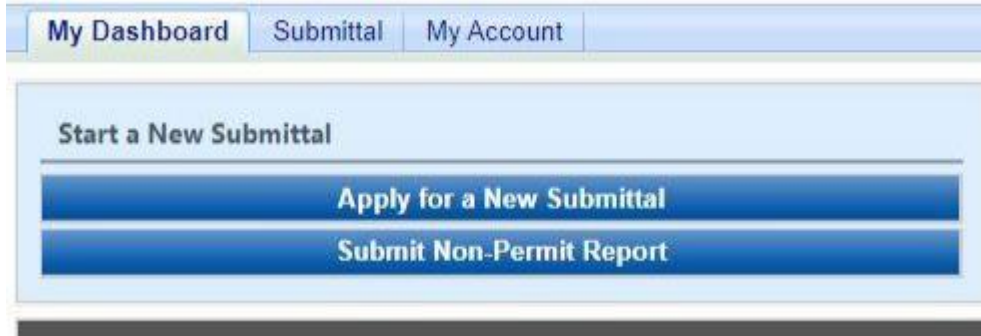 My Dashboard Submittal My Account
Start a New Submittal
Apply for a New Submittal
Submit Non-Permit Report